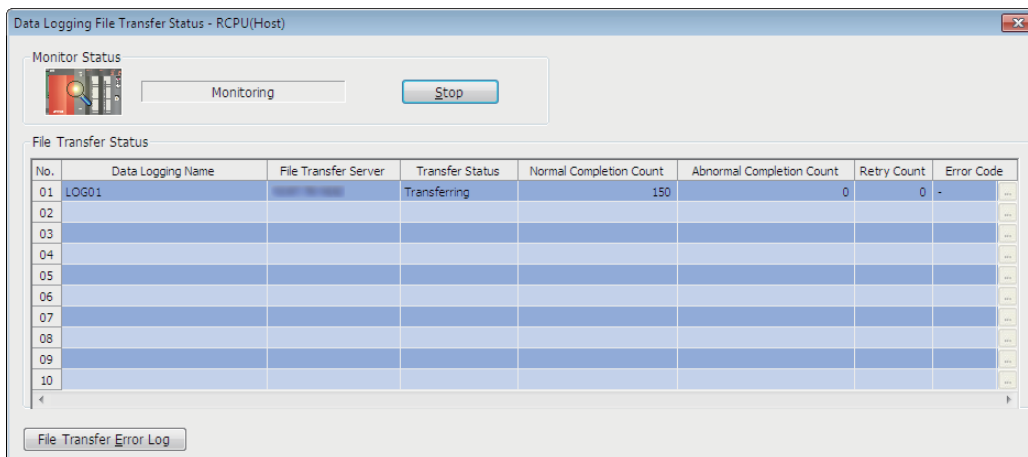 Data Logging File Transfer Status - RCPU(Host)
Monitor Status
Monitoring Stop
File Transfer Status
No. Data Logging Name File Transfer Server Transfer Status Normal Completion Count Abnormal Completion Count Retry Count Error Code
01 LOG01 Transferring 150 0 0 - ...
02 ...
03 ...
04 ...
05 ...
06 ...
07 ...
08 ...
09 ...
10 ...
File Transfer Error Log